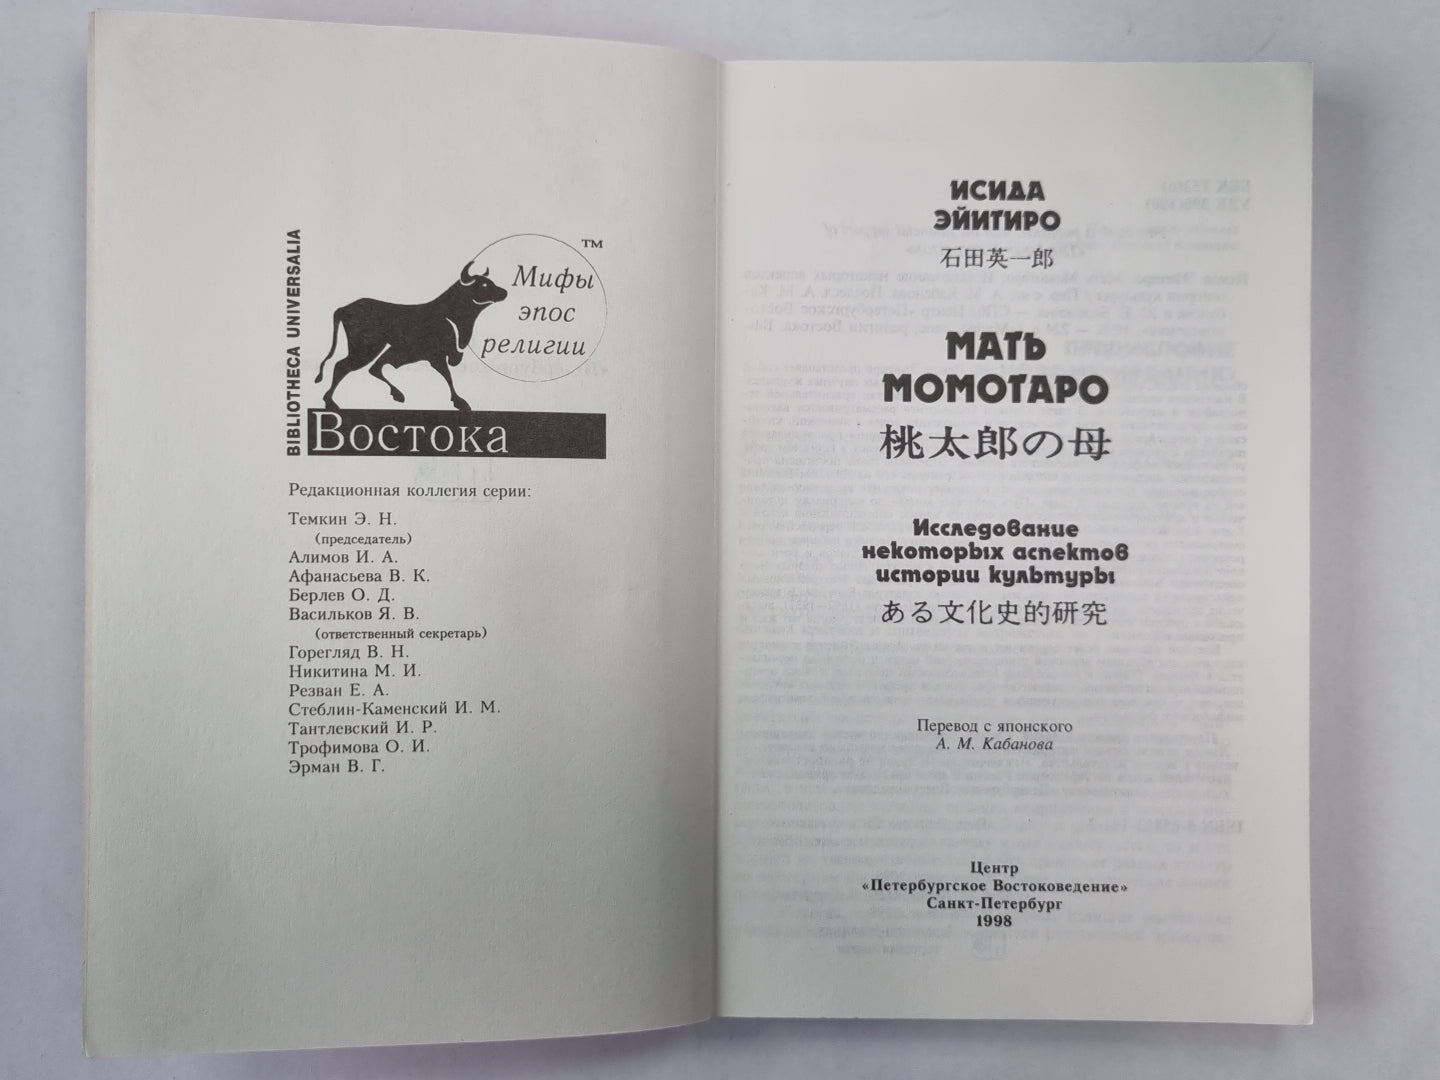 BIBLIOTHECA UNIVERSALIA
TM
Мифы
эпос
религии
Востока
Редакционная коллегия серии:
Темкин Э. Н.
(председатель)
Алимов И. А.
Афанасьева В. К.
Берлев О. Д.
Васильков Я. В.
(ответственный секретарь)
Горегляд В. Н.
Никитина М. И.
Резван Е. А.
Стеблин-Каменский И. М.
Тантлевский И. Р.
Трофимова О. И.
Эрман В. Г.
ИСИДА
ЭЙИТИРО
石田英一郎
МАТЬ
МОМОТАРО
桃太郎の母
Исследование
некоторых аспектов
истории культуры
ある文化史的研究
Перевод с японского
А. М. Кабанова
Центр
«Петербургское Востоковедение»
Санкт-Петербург
1998